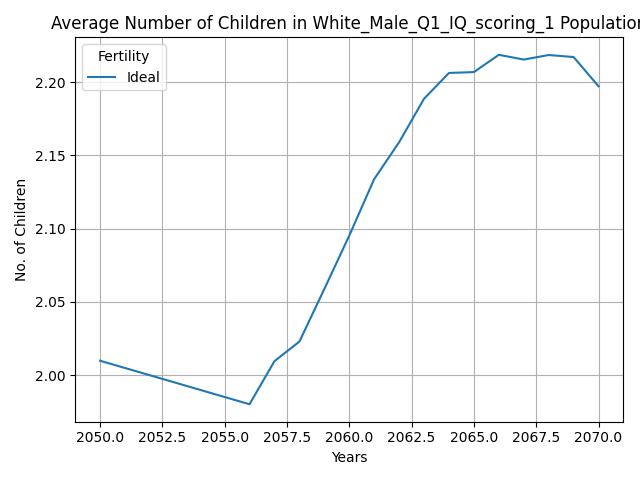 Average Number of Children in White_Male_Q1_IQ_scoring_1 Population
Fertility
Ideal
No. of Children
2.20
2.15
2.10
2.05
2.00
2050.0 2052.5 2055.0 2057.5 2060.0 2062.5 2065.0 2067.5 2070.0
Years